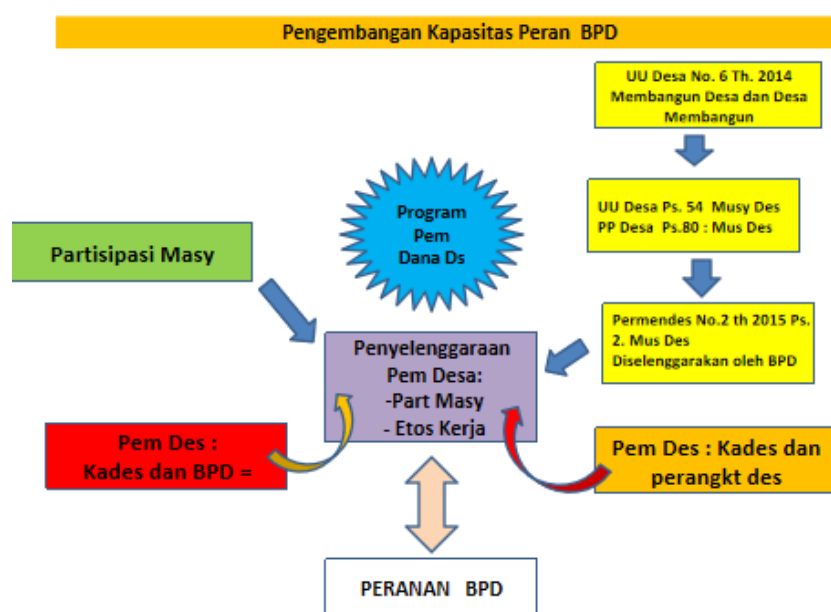 Pengembangan Kapasitas Peran BPD
UU Desa No. 6 Th. 2014
Membangun Desa dan Desa
Membangun
Program
Pem
Dana Ds
UU Desa Ps. 54 Musy Des
PP Desa Ps.80 : Mus Des
Partisipasi Masy
Permendes No.2 th 2015 Ps.
2. Mus Des
Diselenggarakan oleh BPD
Penyelenggaraan
Pem Desa:
-Part Masy
- Etos Kerja
Pem Des :
Kades dan BPD =
Pem Des : Kades dan
perangkt des
PERANAN BPD